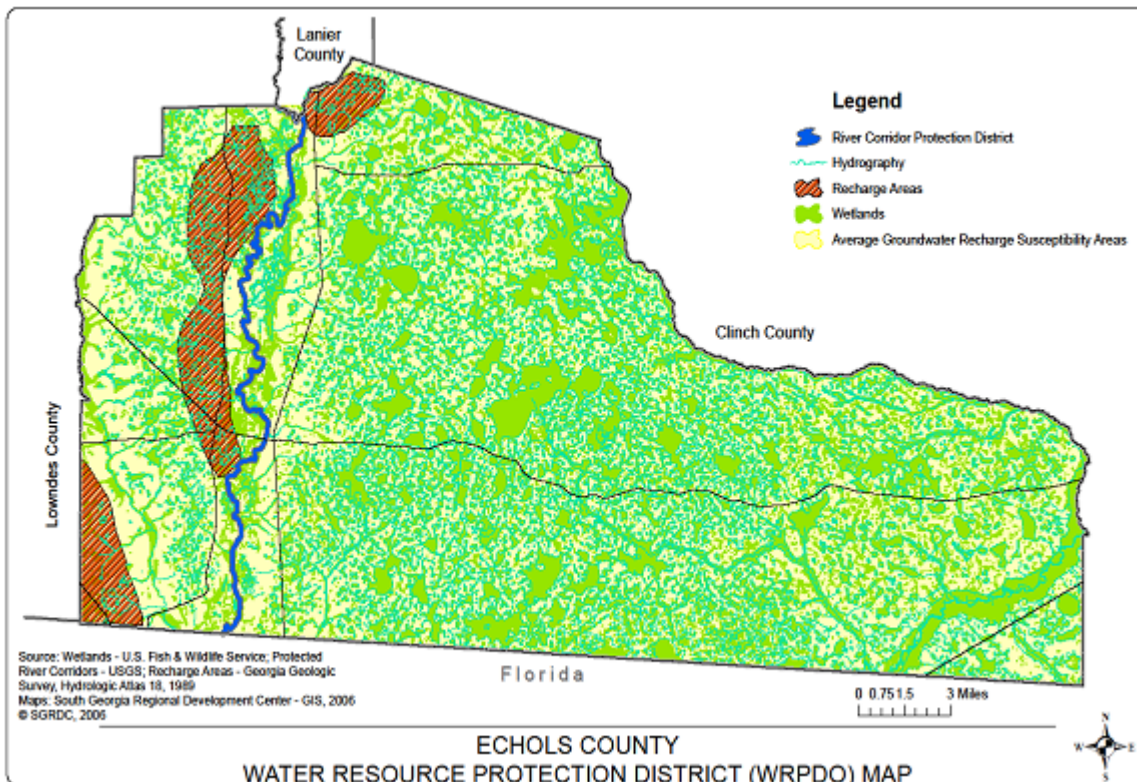 Lanier
County
Legend
River Corridor Protection District
Hydrography
Recharge Areas
Wetlands
Average Groundwater Recharge Susceptibility Areas
Clinch County
Lowndes County
Florida
Source: Wetlands - U.S. Fish & Wildlife Service; Protected
River Corridors - USGS; Recharge Areas - Georgia Geologic
Survey, Hydrologic Atlas 18, 1989
Maps: South Georgia Regional Development Center - GIS, 2006
© SGRDC, 2006
0 0.751.5 3 Miles
N
W E
S
ECHOLS COUNTY
WATER RESOURCE PROTECTION DISTRICT (WRPDO) MAP